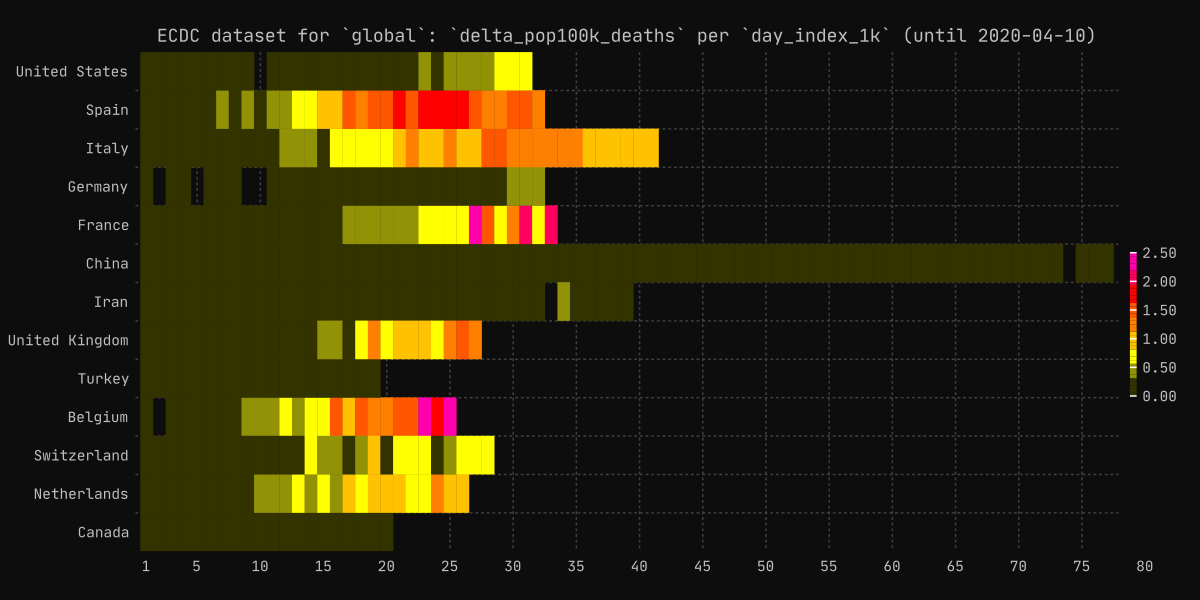 ECDC dataset for `global`: `delta_pop100k_deaths` per `day_index_1k` (until 2020-04-10)
United States
Spain
Italy
Germany
France
China
Iran
United Kingdom
Turkey
Belgium
Switzerland
Netherlands
Canada
2.50
2.00
1.50
1.00
0.50
0.00
1 5 10 15 20 25 30 35 40 45 50 55 60 65 70 75 80